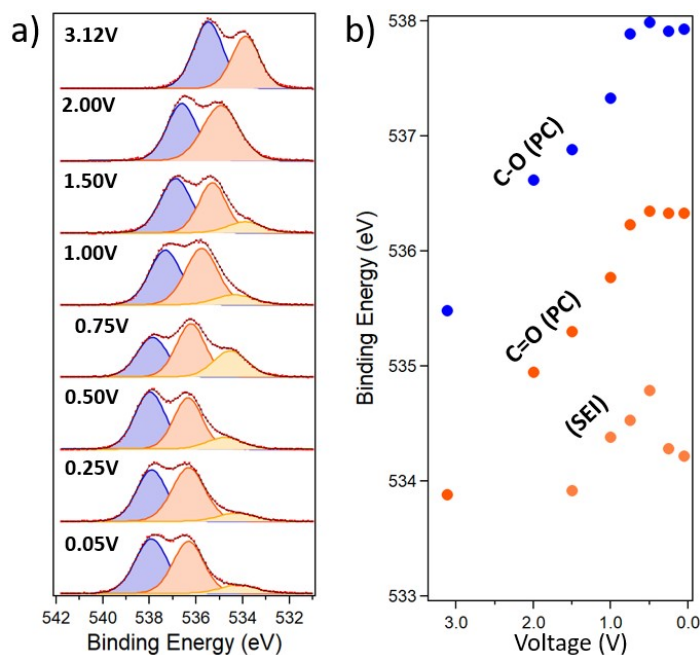 a)
3.12V
2.00V
1.50V
1.00V
0.75V
0.50V
0.25V
0.05V
542 540 538 536 534 532
Binding Energy (eV)
b)
538
537
536
535
534
533
Binding Energy (eV)
C-O (PC)
C=O (PC)
(SEI)
3.0 2.0 1.0 0.0
Voltage (V)